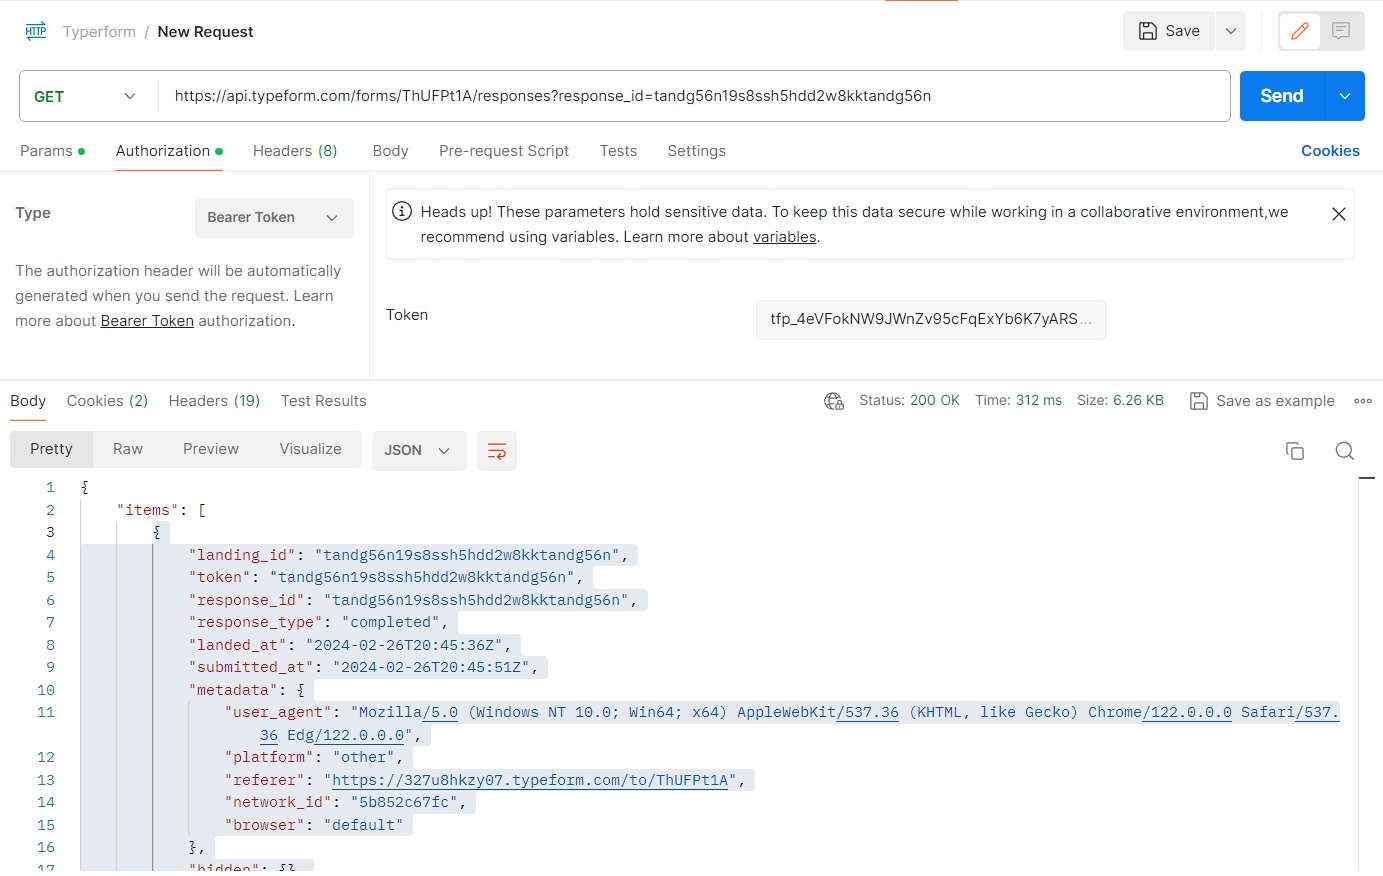 HTTP Typerform / New Request Save
GET https://api.typeform.com/forms/ThUFPt1A/responses?response_id=tandg56n19s8ssh5hdd2w8kktandg56n Send
Params Authorization Headers (8) Body Pre-request Script Tests Settings Cookies
Type Bearer Token
The authorization header will be automatically
generated when you send the request. Learn
more about Bearer Token authorization.
Heads up! These parameters hold sensitive data. To keep this data secure while working in a collaborative environment,we
recommend using variables. Learn more about variables.
Token tfp_4eVFokNW9JWnZv95cFqExYb6K7yARS...
Body Cookies (2) Headers (19) Test Results Status: 200 OK Time: 312 ms Size: 6.26 KB Save as example
Pretty Raw Preview Visualize JSON
1 {
2 "items": [
3 {
4 "landing_id": "tandg56n19s8ssh5hdd2w8kktandg56n",
5 "token": "tandg56n19s8ssh5hdd2w8kktandg56n",
6 "response_id": "tandg56n19s8ssh5hdd2w8kktandg56n",
7 "response_type": "completed",
8 "landed_at": "2024-02-26T20:45:36Z",
9 "submitted_at": "2024-02-26T20:45:51Z",
10 "metadata": {
11 "user_agent": "Mozilla/5.0 (Windows NT 10.0; Win64; x64) AppleWebKit/537.36 (KHTML, like Gecko) Chrome/122.0.0.0 Safari/537.
36 Edg/122.0.0.0",
12 "platform": "other",
13 "referer": "https://327u8hkzy07.typeform.com/to/ThUFPt1A",
14 "network_id": "5b852c67fc",
15 "browser": "default"
16 },
17 "hidden": {},